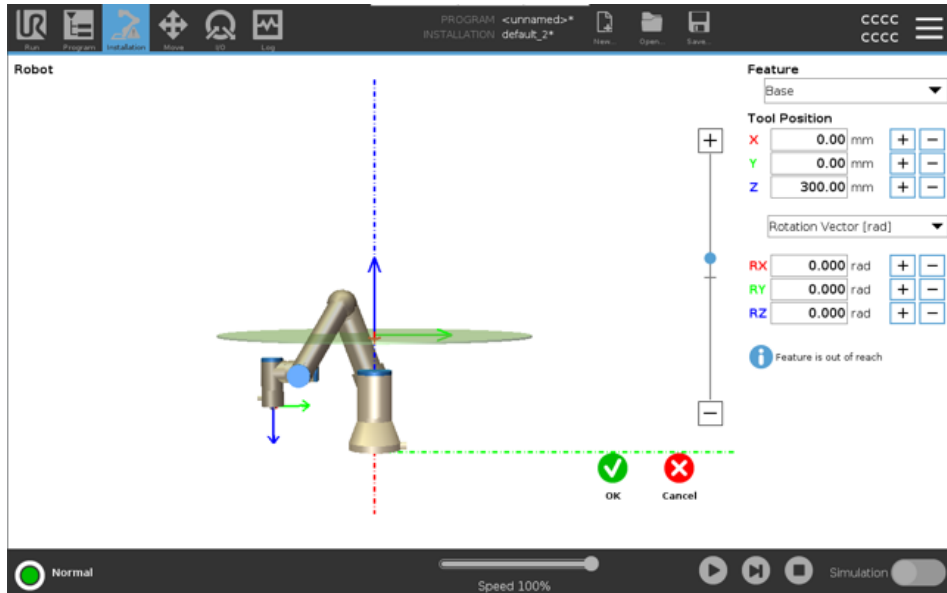 PROGRAM <unnamed>*
INSTALLATION default_2*
CCCC
CCCC
Run
Program
Installation
Move
I/O
Log
New...
Open...
Save...
Robot
Feature
Base
Tool Position
X 0.00 mm + −
Y 0.00 mm + −
Z 300.00 mm + −
Rotation Vector [rad]
RX 0.000 rad + −
RY 0.000 rad + −
RZ 0.000 rad + −
Feature is out of reach
OK
Cancel
Normal
Speed 100%
Simulation